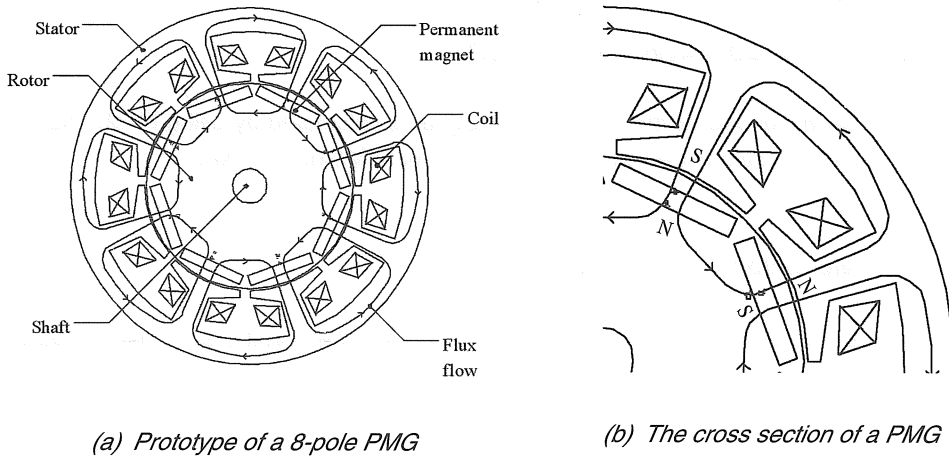 Stator
Permanent
magnet
Rotor
Coil
Shaft
Flux
flow
S
N
N
S
(a) Prototype of a 8-pole PMG
(b) The cross section of a PMG